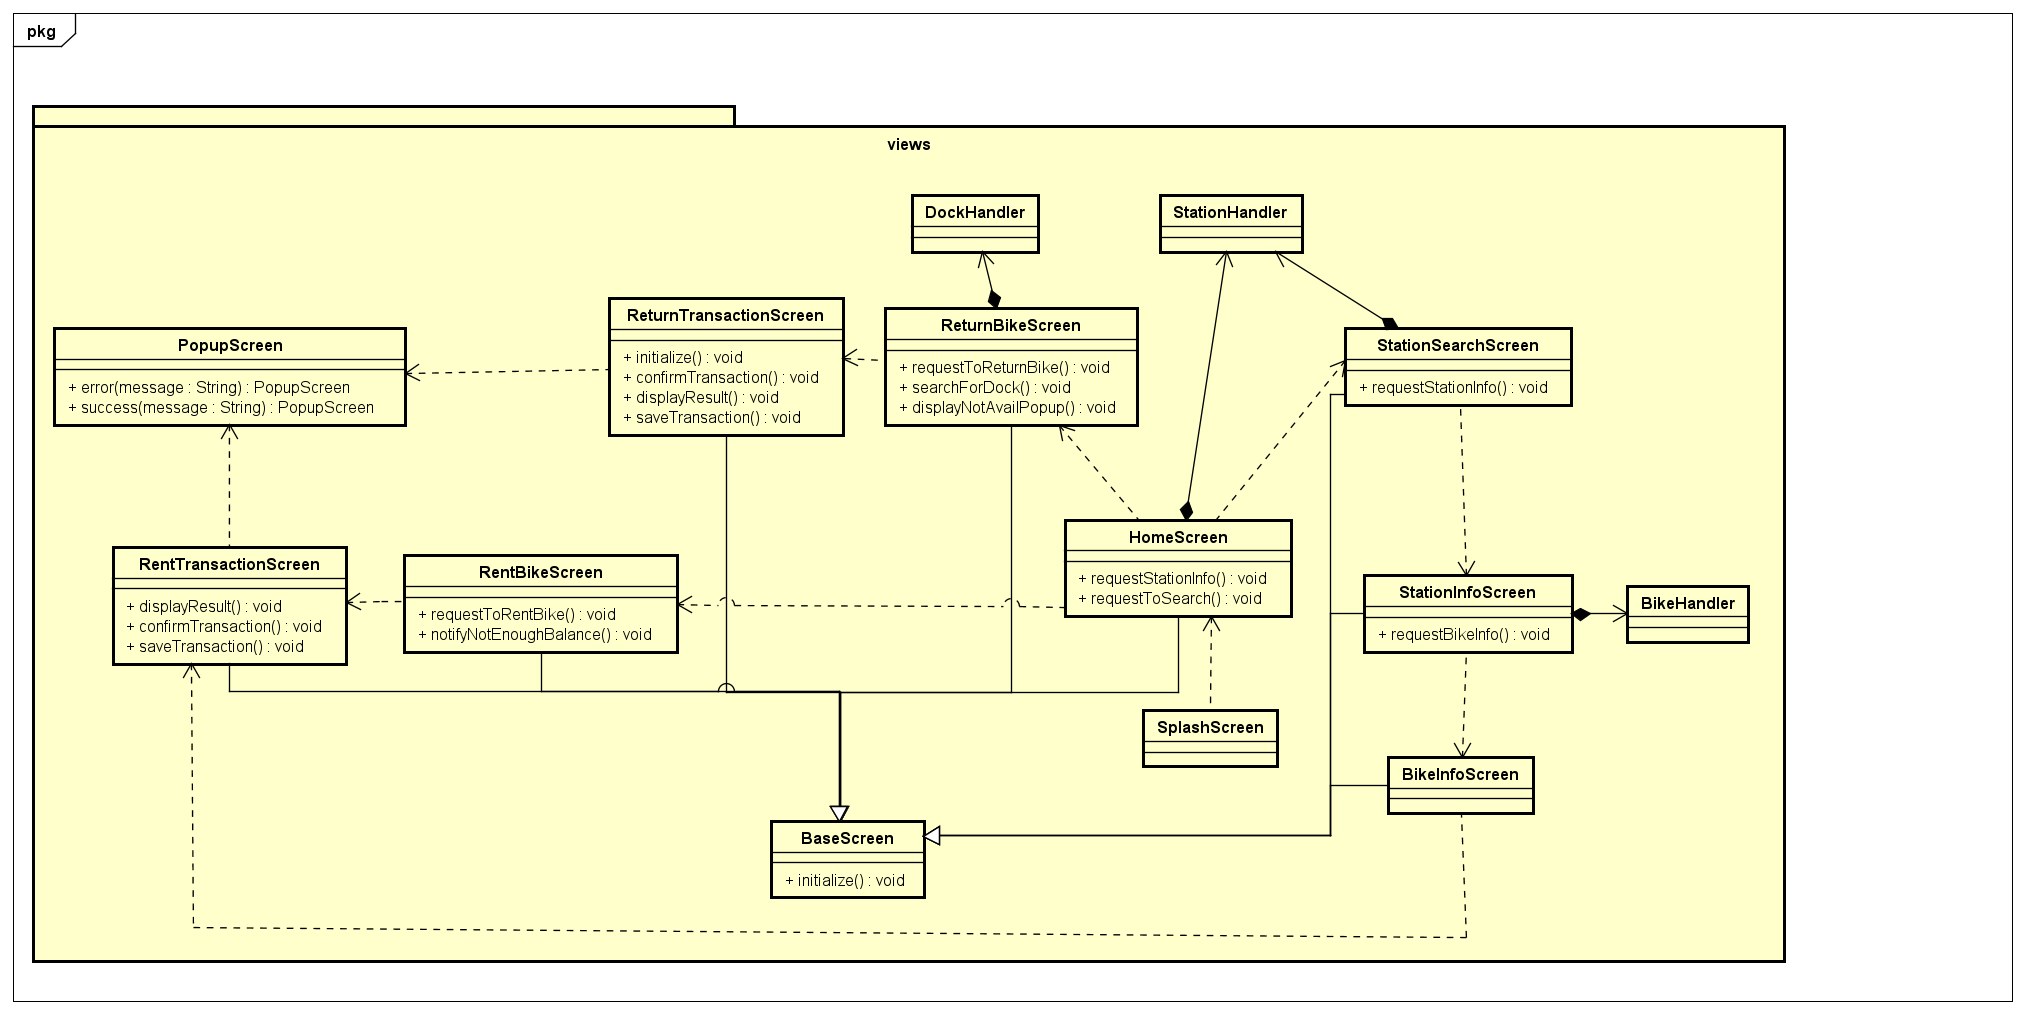 pkg
views
DockHandler
StationHandler
PopupScreen
+ error(message : String) : PopupScreen
+ success(message : String) : PopupScreen
ReturnTransactionScreen
+ initialize() : void
+ confirmTransaction() : void
+ displayResult() : void
+ saveTransaction() : void
ReturnBikeScreen
+ requestToReturnBike() : void
+ searchForDock() : void
+ displayNotAvailPopup() : void
StationSearchScreen
+ requestStationInfo() : void
RentTransactionScreen
+ displayResult() : void
+ confirmTransaction() : void
+ saveTransaction() : void
RentBikeScreen
+ requestToRentBike() : void
+ notifyNotEnoughBalance() : void
HomeScreen
+ requestStationInfo() : void
+ requestToSearch() : void
StationInfoScreen
+ requestBikeInfo() : void
BikeHandler
SplashScreen
BikeInfoScreen
BaseScreen
+ initialize() : void